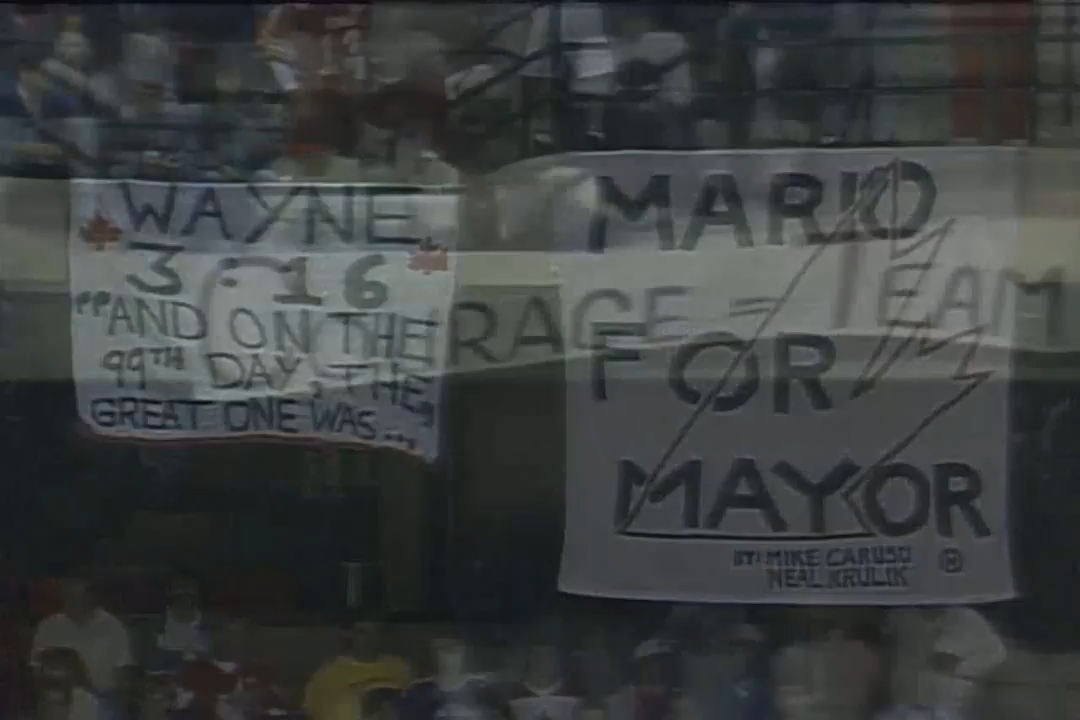 WAYNE
3-16
"AND ON THE
99TH DAY, THE
GREAT ONE WAS..."
RAGE = TEAM
MARIO
FOR
MAYOR
BY: MIKE CARUSO
NEAL KRULIK